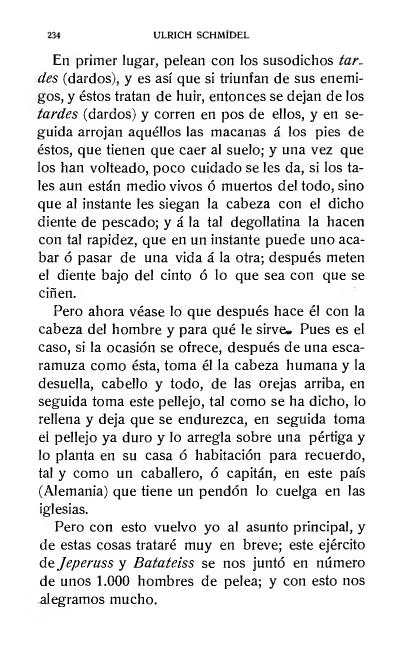 234 ULRICH SCHMÍDEL
En primer lugar, pelean con los susodichos tar-
des (dardos), y es así que si triunfan de sus enemi-
gos, y éstos tratan de huir, entonces se dejan de los
tardes (dardos) y corren en pos de ellos, y en se-
guida arrojan aquéllos las macanas á los pies de
éstos, que tienen que caer al suelo; y una vez que
los han volteado, poco cuidado se les da, si los ta-
les aun están medio vivos ó muertos del todo, sino
que al instante les siegan la cabeza con el dicho
diente de pescado; y á la tal degollatina la hacen
con tal rapidez, que en un instante puede uno aca-
bar ó pasar de una vida á la otra; después meten
el diente bajo del cinto ó lo que sea con que se
ciñen.
Pero ahora véase lo que después hace él con la
cabeza del hombre y para qué le sirve. Pues es el
caso, si la ocasión se ofrece, después de una esca-
ramuza como ésta, toma él la cabeza humana y la
desuella, cabello y todo, de las orejas arriba, en
seguida toma este pellejo, tal como se ha dicho, lo
rellena y deja que se endurezca, en seguida toma
el pellejo ya duro y lo arregla sobre una pértiga y
lo planta en su casa ó habitación para recuerdo,
tal y como un caballero, ó capitán, en este país
(Alemania) que tiene un pendón lo cuelga en las
iglesias.
Pero con esto vuelvo yo al asunto principal, y
de estas cosas trataré muy en breve; este ejército
de Jeperuss y Batateiss se nos juntó en número
de unos 1.000 hombres de pelea; y con esto nos
alegramos mucho.